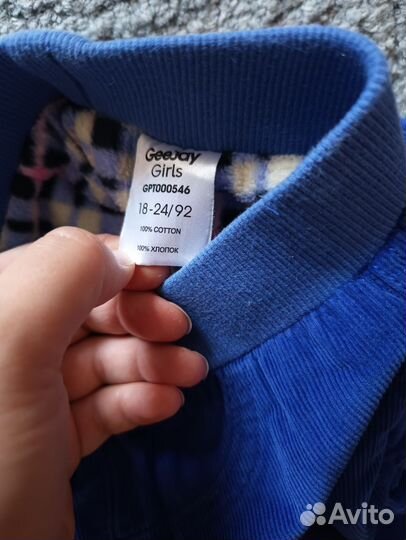 GeeJay
Girls
GPT000546
18-24/92
100% COTTON
100% ХЛОПОК
Avito